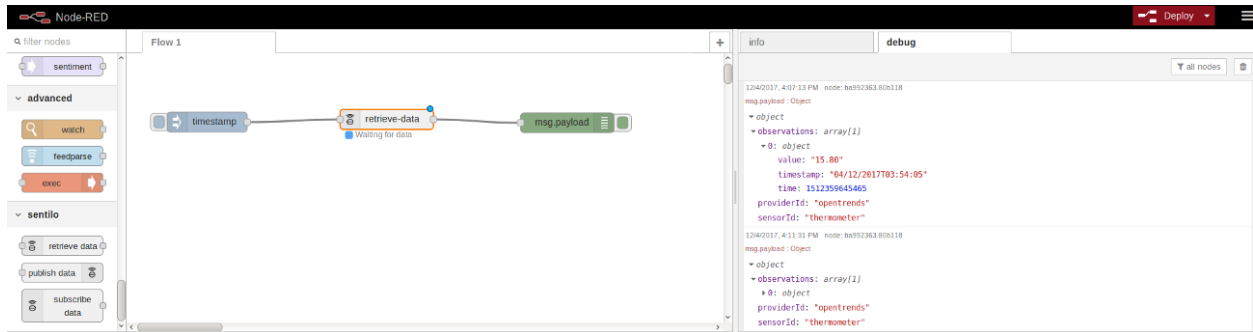 Node-RED
Deploy
filter nodes
Flow 1
info
debug
sentiment
all nodes
advanced
watch
feedparse
exec
sentilo
retrieve data
publish data
subscribe
data
timestamp
retrieve-data
Waiting for data
msg.payload
12/4/2017, 4:07:13 PM node: ba992363.80b118
msg.payload : Object
object
observations: array[1]
0: object
value: "15.80"
timestamp: "04/12/2017T03:54:05"
time: 1512359645465
providerId: "opentrends"
sensorId: "thermometer"
12/4/2017, 4:11:31 PM node: ba992363.80b118
msg.payload : Object
object
observations: array[1]
0: object
providerId: "opentrends"
sensorId: "thermometer"